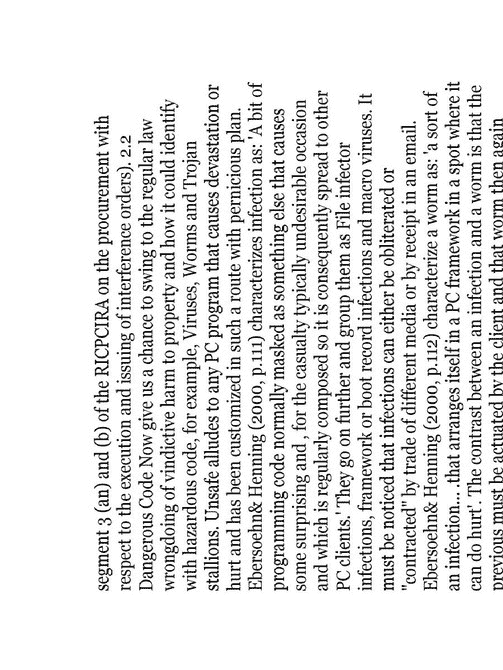 segment 3 (an) and (b) of the RICPCIRA on the procurement with
respect to the execution and issuing of interference orders). 2.2
Dangerous Code Now give us a chance to swing to the regular law
wrongdoing of vindictive harm to property and how it could identify
with hazardous code, for example, Viruses, Worms and Trojan
stallions. Unsafe alludes to any PC program that causes devastation or
hurt and has been customized in such a route with pernicious plan.
Ebersoehn& Henning (2000, p.111) characterizes infection as: 'A bit of
programming code normally masked as something else that causes
some surprising and , for the casualty typically undesirable occasion
and which is regularly composed so it is consequently spread to other
PC clients.' They go on further and group them as File infector
infections, framework or boot record infections and macro viruses. It
must be noticed that infections can either be obliterated or
"contracted" by trade of different media or by receipt in an email.
Ebersoehn& Henning (2000, p.112) characterize a worm as: 'a sort of
an infection... .that arranges itself in a PC framework in a spot where it
can do hurt'. The contrast between an infection and a worm is that the
previous must be actuated by the client and that worm then again